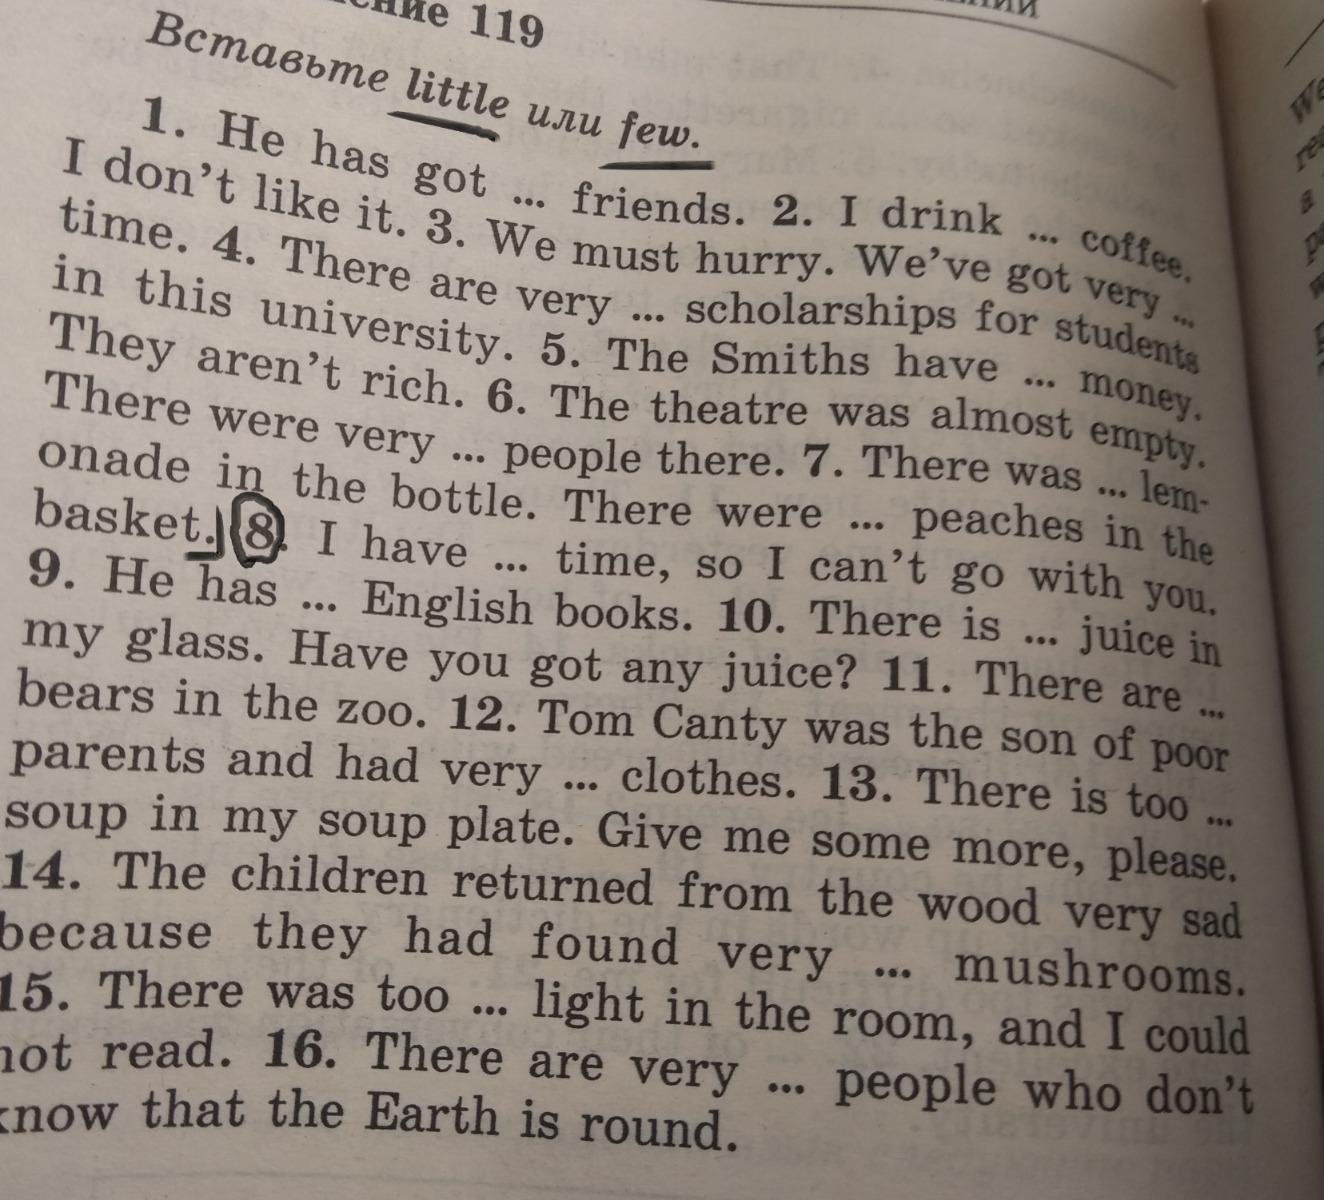 119
Вставьте little или few.
1. He has got ... friends. 2. I drink ... coffee.
I don't like it. 3. We must hurry. We've got very ...
time. 4. There are very ... scholarships for students
in this university. 5. The Smiths have ... money.
They aren't rich. 6. The theatre was almost empty.
There were very ... people there. 7. There was ... lem-
onade in the bottle. There were ... peaches in the
basket. 8. I have ... time, so I can't go with you.
9. He has ... English books. 10. There is ... juice in
my glass. Have you got any juice? 11. There are ...
bears in the zoo. 12. Tom Canty was the son of poor
parents and had very ... clothes. 13. There is too ...
soup in my soup plate. Give me some more, please.
14. The children returned from the wood very sad
because they had found very ... mushrooms.
15. There was too ... light in the room, and I could
not read. 16. There are very ... people who don't
know that the Earth is round.